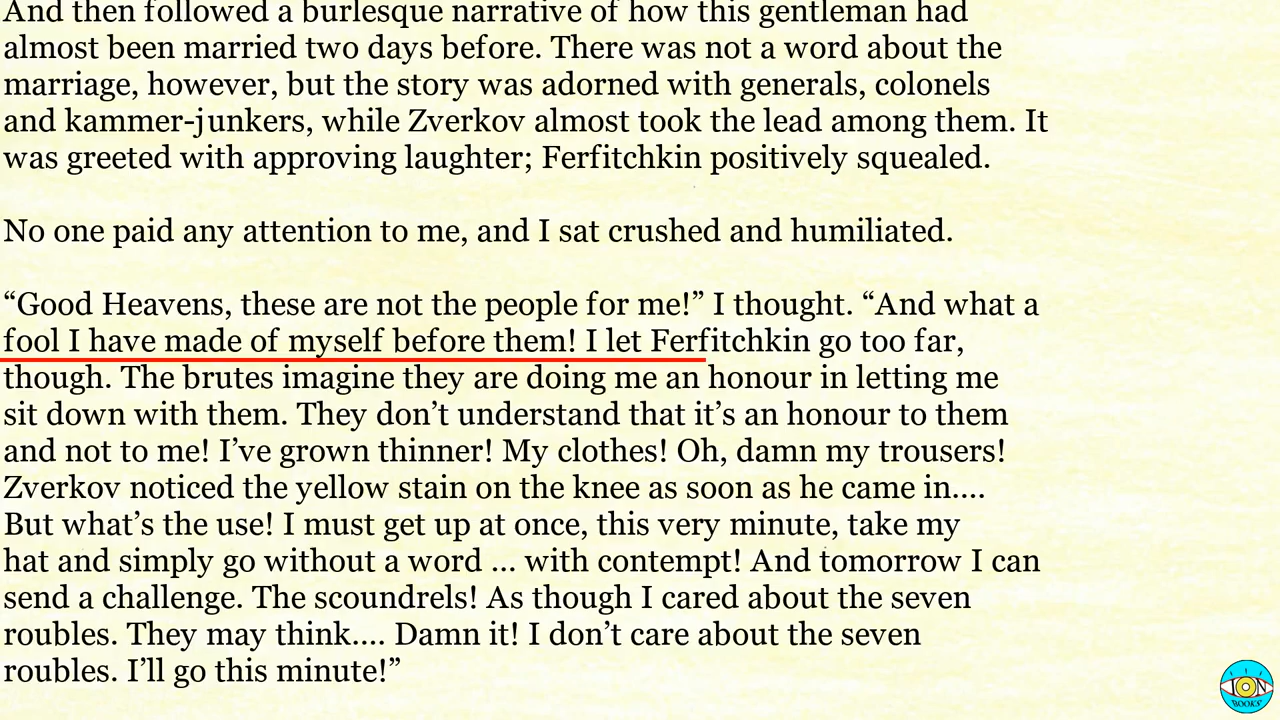 And then followed a burlesque narrative of how this gentleman had
almost been married two days before. There was not a word about the
marriage, however, but the story was adorned with generals, colonels
and kammer-junkers, while Zverkov almost took the lead among them. It
was greeted with approving laughter; Ferfitchkin positively squealed.
No one paid any attention to me, and I sat crushed and humiliated.
“Good Heavens, these are not the people for me!” I thought. “And what a
fool I have made of myself before them! I let Ferfitchkin go too far,
though. The brutes imagine they are doing me an honour in letting me
sit down with them. They don’t understand that it’s an honour to them
and not to me! I’ve grown thinner! My clothes! Oh, damn my trousers!
Zverkov noticed the yellow stain on the knee as soon as he came in....
But what’s the use! I must get up at once, this very minute, take my
hat and simply go without a word ... with contempt! And tomorrow I can
send a challenge. The scoundrels! As though I cared about the seven
roubles. They may think.... Damn it! I don’t care about the seven
roubles. I’ll go this minute!”
ION
BOOKS